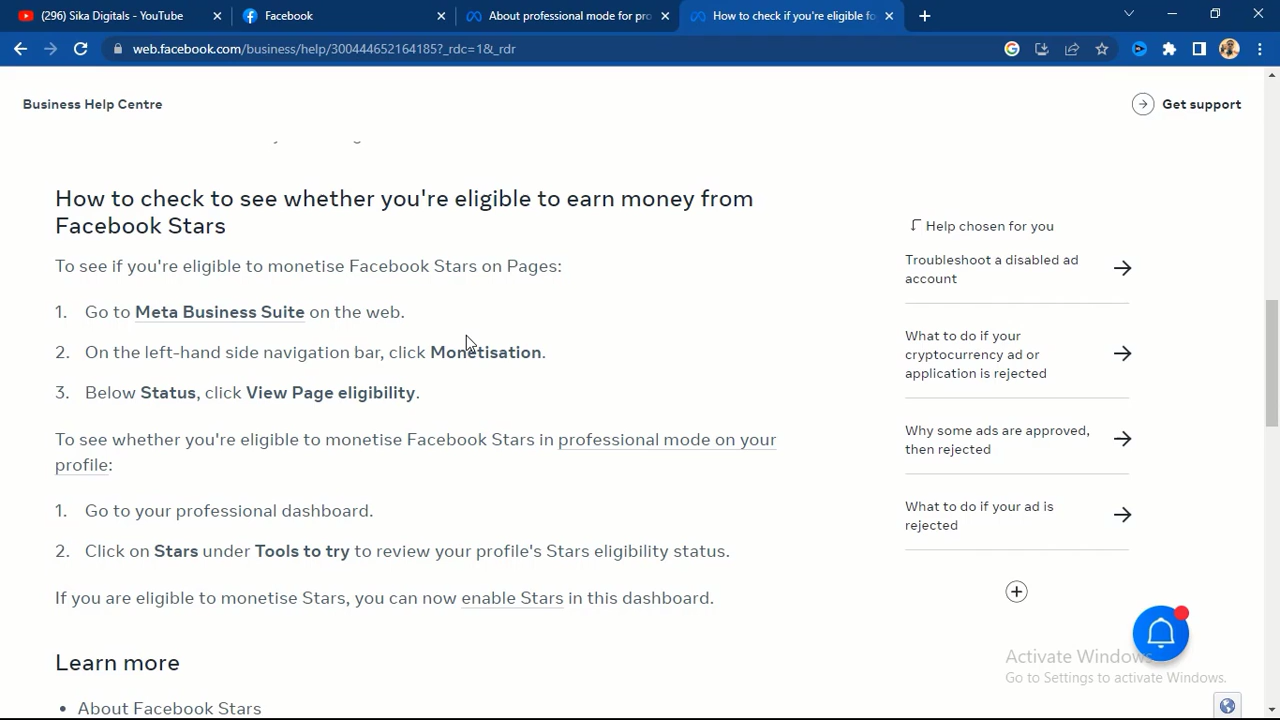 (296) Sika Digitals - YouTube
Facebook
About professional mode for pro
How to check if you're eligible fo
web.facebook.com/business/help/300444652164185?_rdc=1&_rdr
Business Help Centre
Get support
How to check to see whether you're eligible to earn money from
Facebook Stars
To see if you're eligible to monetise Facebook Stars on Pages:
1. Go to Meta Business Suite on the web.
2. On the left-hand side navigation bar, click Monetisation.
3. Below Status, click View Page eligibility.
To see whether you're eligible to monetise Facebook Stars in professional mode on your
profile:
1. Go to your professional dashboard.
2. Click on Stars under Tools to try to review your profile's Stars eligibility status.
If you are eligible to monetise Stars, you can now enable Stars in this dashboard.
Learn more
• About Facebook Stars
Help chosen for you
Troubleshoot a disabled ad
account
What to do if your
cryptocurrency ad or
application is rejected
Why some ads are approved,
then rejected
What to do if your ad is
rejected
Activate Windows
Go to Settings to activate Windows.